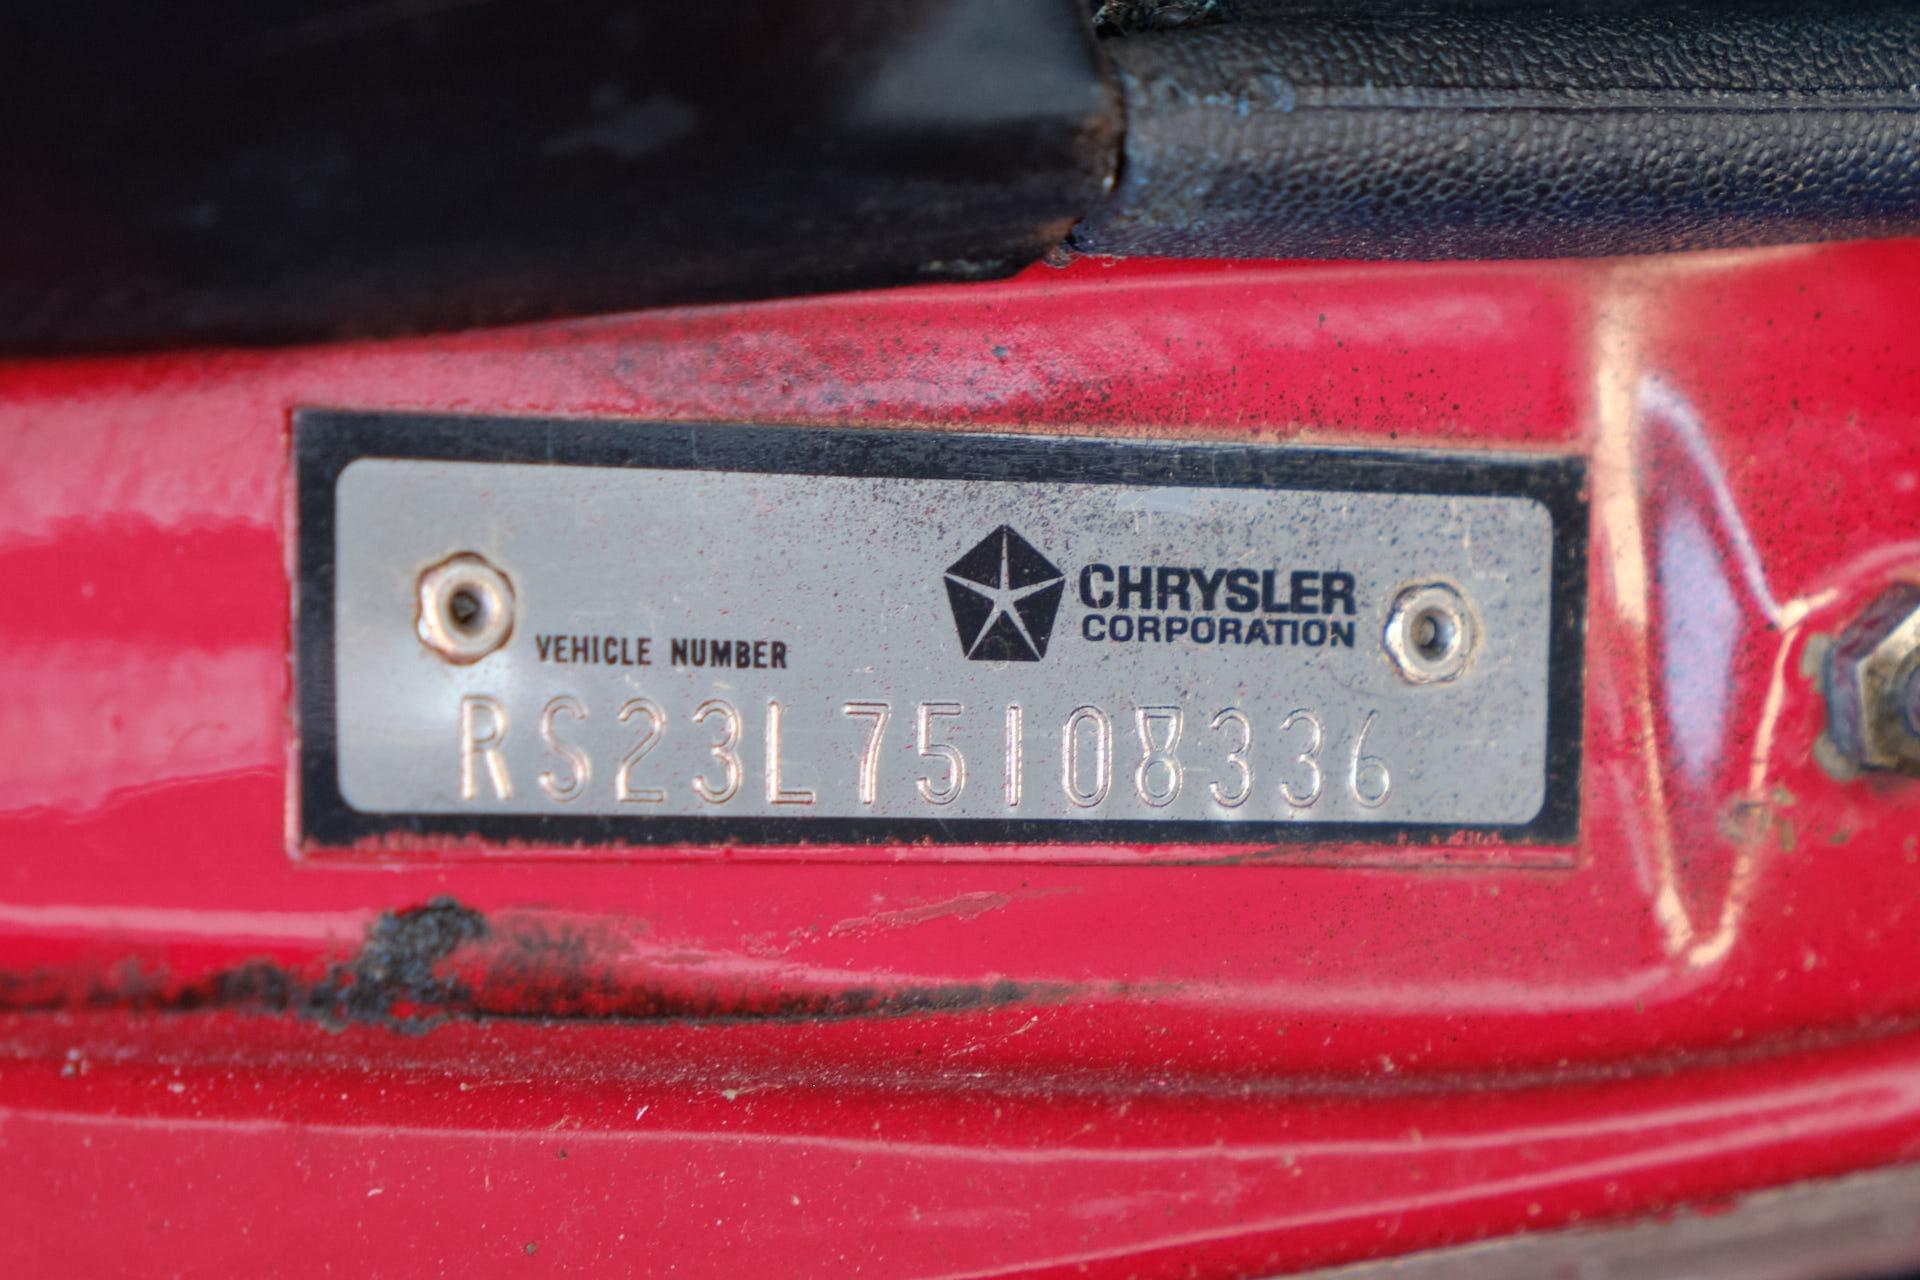 CHRYSLER
CORPORATION
VEHICLE NUMBER
RS23L75108336